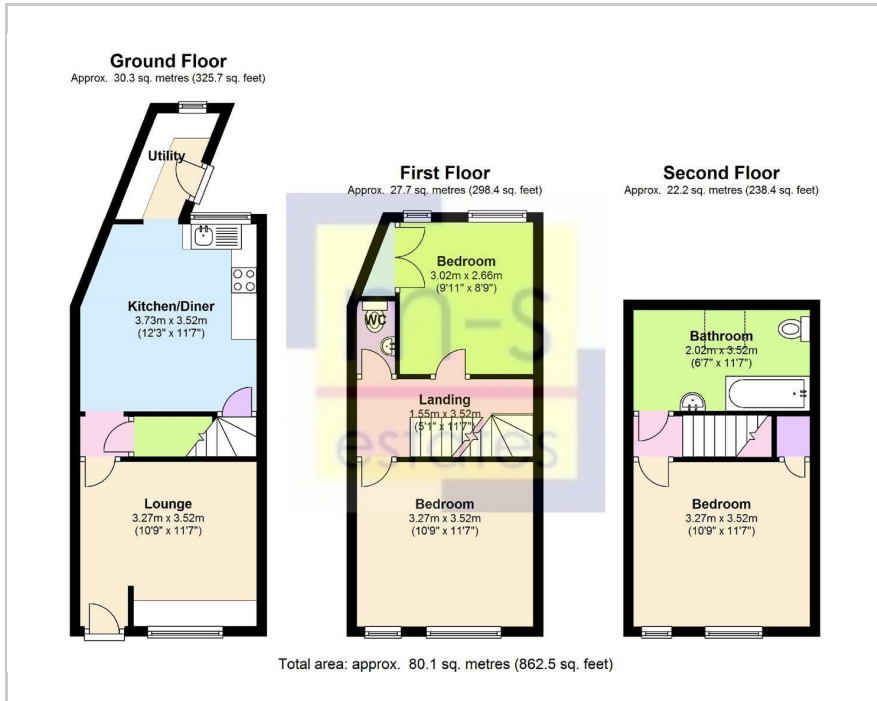 Ground Floor
Approx. 30.3 sq. metres (325.7 sq. feet)
Utility
Kitchen/Diner
3.73m x 3.52m
(12'3" x 11'7")
Lounge
3.27m x 3.52m
(10'9" x 11'7")
First Floor
Approx. 27.7 sq. metres (298.4 sq. feet)
Bedroom
3.02m x 2.66m
(9'11" x 8'9")
WC
Landing
1.55m x 3.52m
(5'1" x 11'7")
Bedroom
3.27m x 3.52m
(10'9" x 11'7")
m-s
estates
Second Floor
Approx. 22.2 sq. metres (238.4 sq. feet)
Bathroom
2.02m x 3.52m
(6'7" x 11'7")
Bedroom
3.27m x 3.52m
(10'9" x 11'7")
Total area: approx. 80.1 sq. metres (862.5 sq. feet)